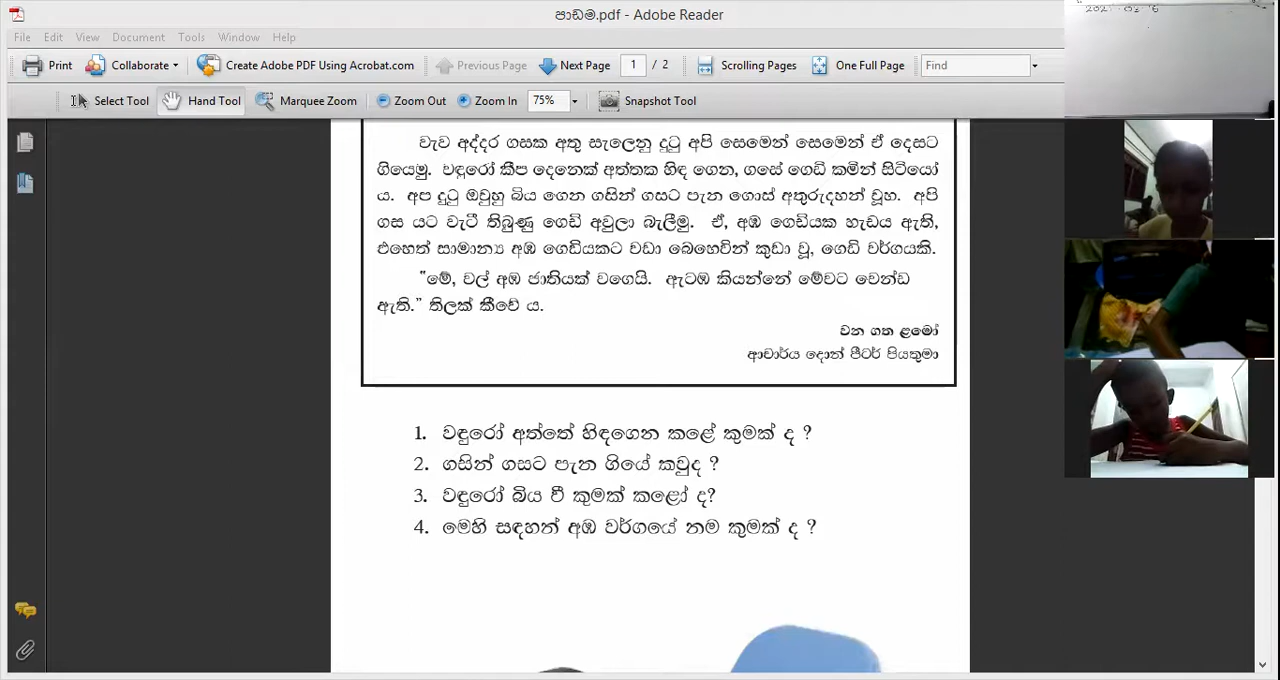 පාඩම.pdf - Adobe Reader
File Edit View Document Tools Window Help
Print Collaborate Create Adobe PDF Using Acrobat.com Previous Page Next Page 1 / 2 Scrolling Pages One Full Page Find
Select Tool Hand Tool Marquee Zoom Zoom Out Zoom In 75% Snapshot Tool
වැව අද්දර ගසක අතු සැලෙනු දුටු අපි සෙමෙන් සෙමෙන් ඒ දෙසට
ගියෙමු. වඳුරෝ කීප දෙනෙක් අත්තක හිඳ ගෙන, ගසේ ගෙඩි කමින් සිටියෝ
ය. අප දුටු ඔවුහු බිය ගෙන ගසින් ගසට පැන ගොස් අතුරුදහන් වූහ. අපි
ගස යට වැටී තිබුණු ගෙඩි අවුලා බැලීමු. ඒ, අඹ ගෙඩියක හැඩය ඇති,
එහෙත් සාමාන්‍ය අඹ ගෙඩියකට වඩා බෙහෙවින් කුඩා වූ, ගෙඩි වර්ගයකි.
“මේ, වල් අඹ ජාතියක් වගෙයි. ඇටඹ කියන්නේ මේවට වෙන්ඩ
ඇති.” තිලක් කීවේ ය.
වන ගත ළමෝ
ආචාර්ය දොන් පීටර් පියතුමා
1. වඳුරෝ අත්තේ හිඳගෙන කළේ කුමක් ද ?
2. ගසින් ගසට පැන ගියේ කවුද ?
3. වඳුරෝ බිය වී කුමක් කළෝ ද?
4. මෙහි සඳහන් අඹ වර්ගයේ නම කුමක් ද ?